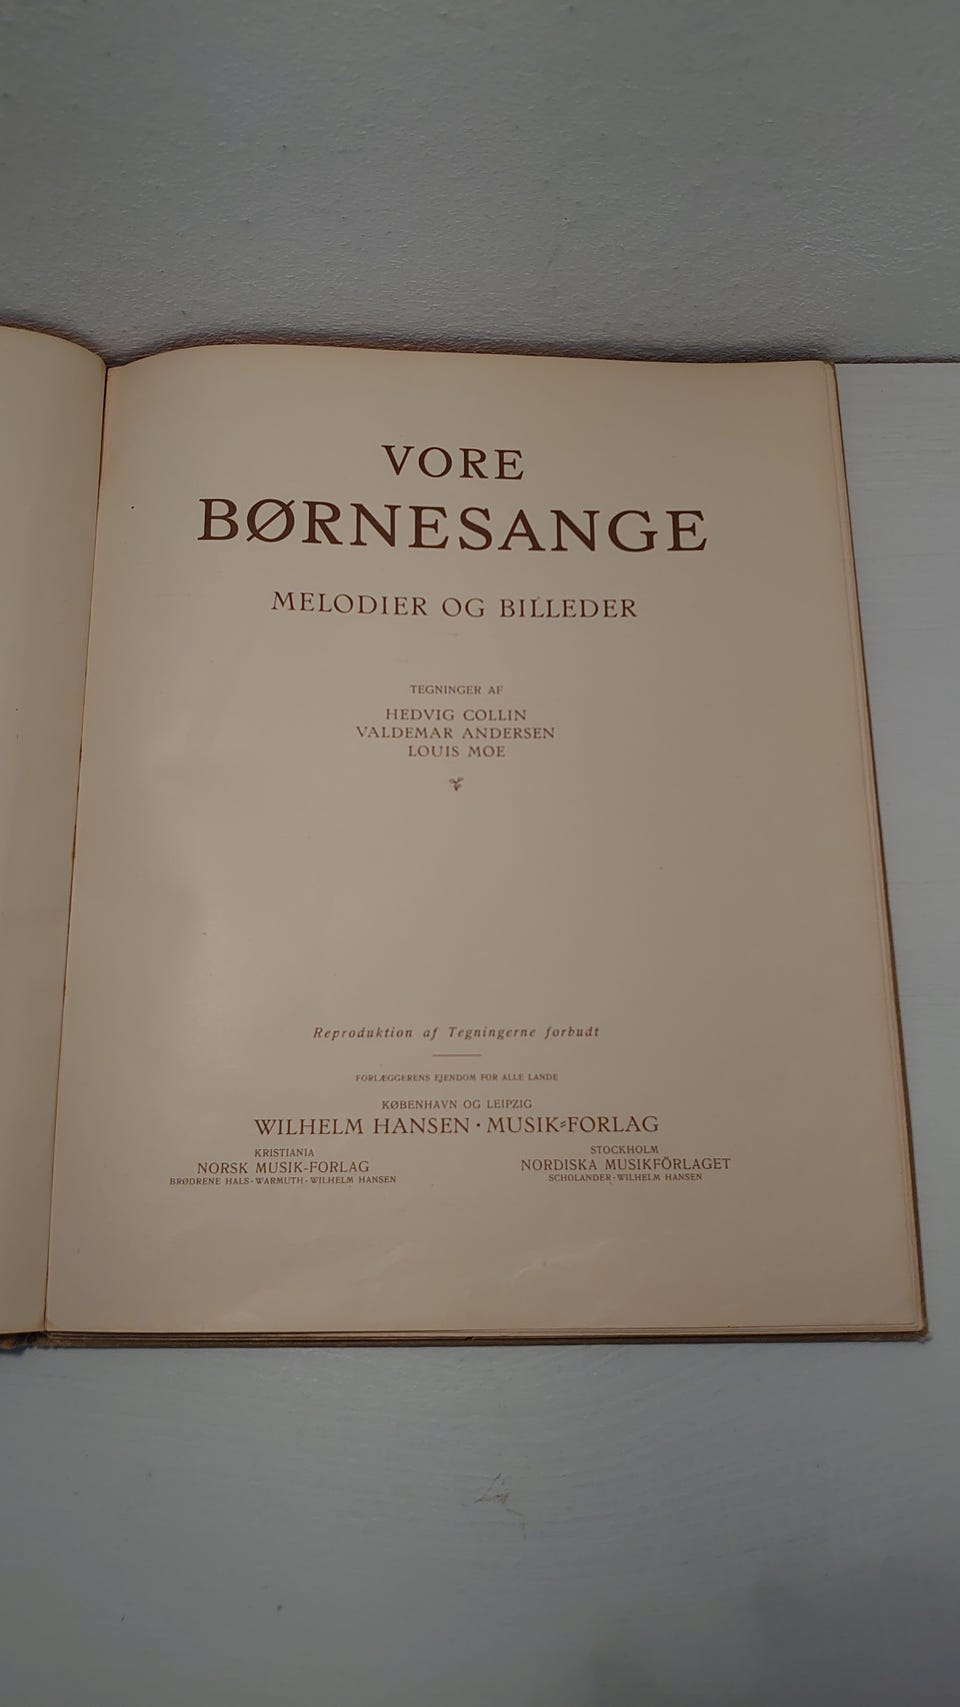 VORE
BØRNESANGE
MELODIER OG BILLEDER
TEGNINGER AF
HEDVIG COLLIN
VALDEMAR ANDERSEN
LOUIS MOE
Reproduktion af Tegningerne forbudt
FORLÆGGERENS EJENDOM FOR ALLE LANDE
KØBENHAVN OG LEIPZIG
WILHELM HANSEN · MUSIK-FORLAG
KRISTIANIA
NORSK MUSIK-FORLAG
BRØDRENE HALS-WARMUTH-WILHELM HANSEN
STOCKHOLM
NORDISKA MUSIKFÖRLAGET
SCHOLANDER-WILHELM HANSEN